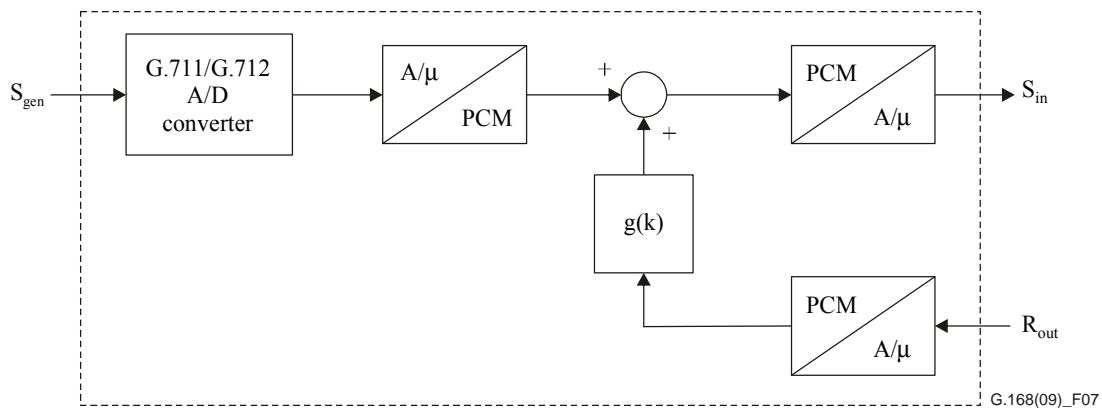 G.711/G.712
A/D
converter
S_gen
A/μ
PCM
+
PCM
A/μ
S_in
+
g(k)
PCM
A/μ
R_out
G.168(09)_F07